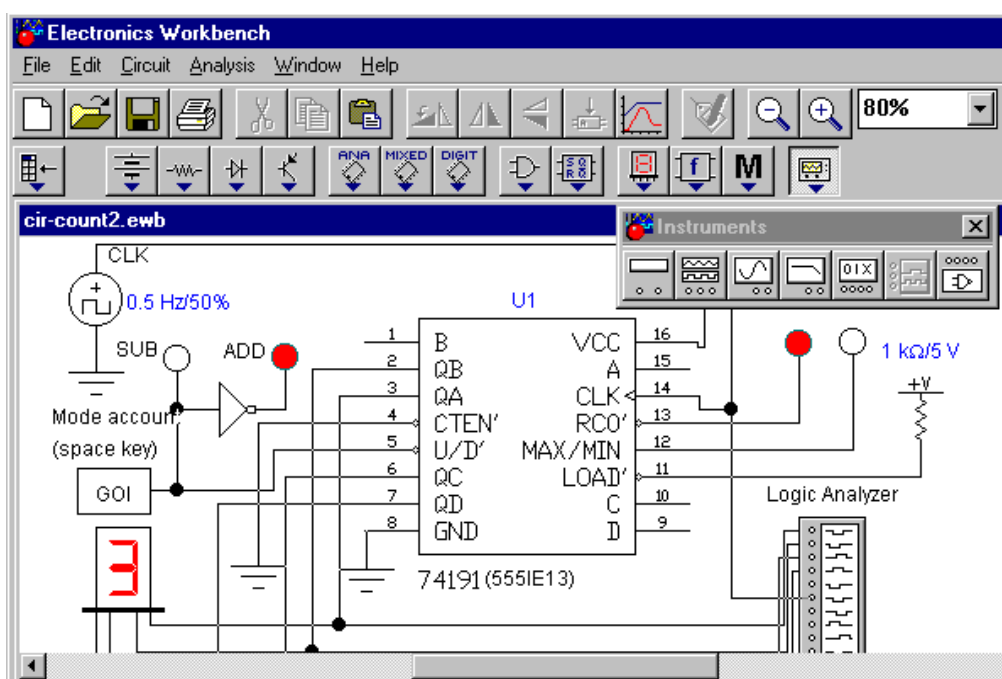 Electronics Workbench
File Edit Circuit Analysis Window Help
80%
ANA MIXED DIGIT
M
cir-count2.ewb
Instruments
CLK
0.5 Hz/50%
SUB
ADD
Mode accoun
(space key)
GOI
3
U1
1 B VCC 16
2 QB A 15
3 QA CLK 14
4 CTEN' RCO' 13
5 U/D' MAX/MIN 12
6 QC LOAD' 11
7 QD C 10
8 GND D 9
74191(555IE13)
1 kΩ/5 V
+V
Logic Analyzer